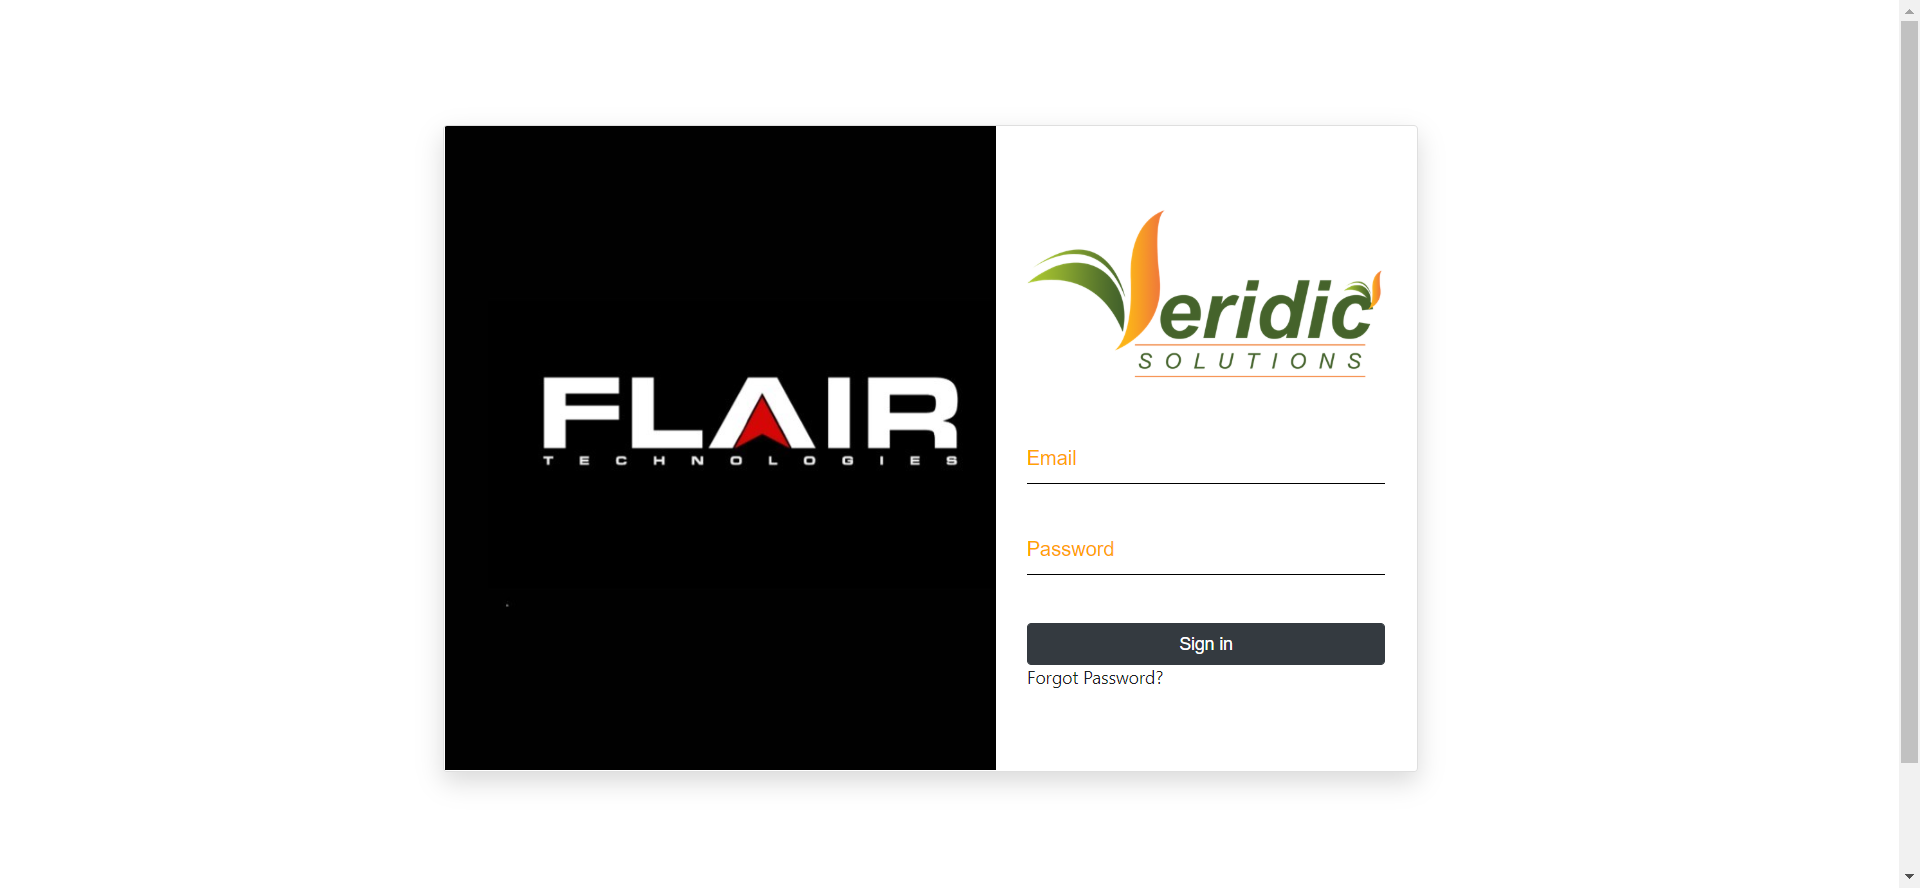 FLAIR
TECHNOLOGIES
Veridic
SOLUTIONS
Email
Password
Sign in
Forgot Password?